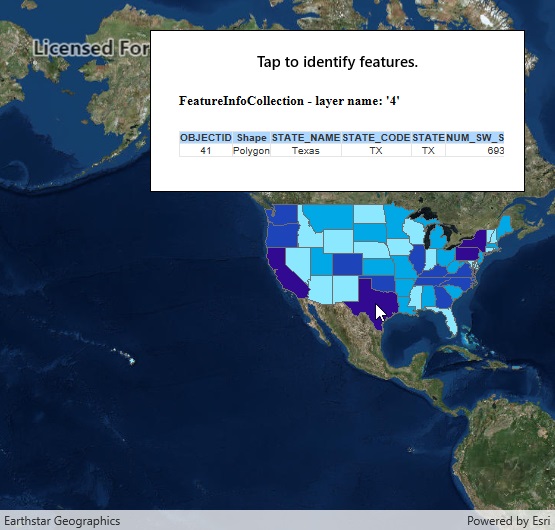 Licensed For
Tap to identify features.
FeatureInfoCollection - layer name: '4'
OBJECTID Shape STATE_NAME STATE_CODE STATE NUM_SW_S
41 Polygon Texas TX TX 693
Earthstar Geographics Powered by Esri